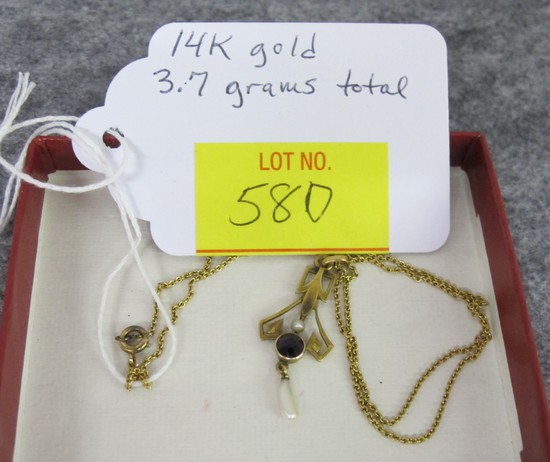 14K gold
3.7 grams total
LOT NO.
580